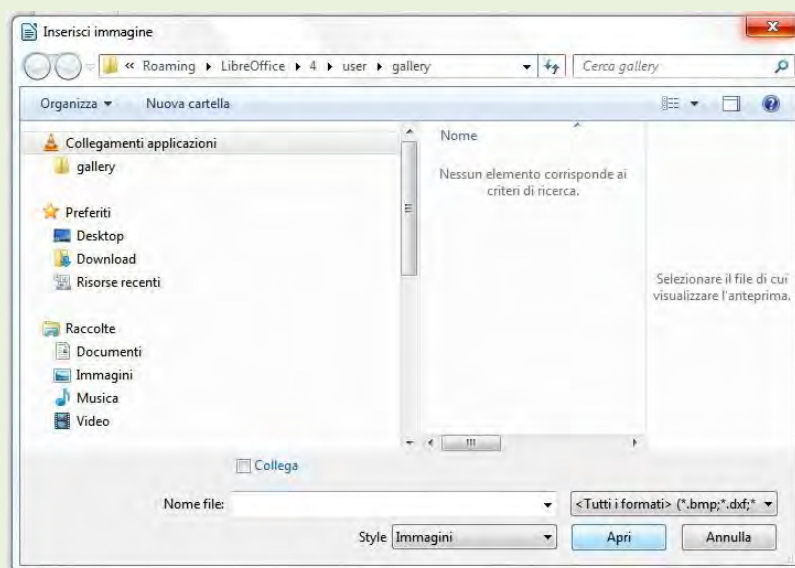 Inserisci immagine
« Roaming LibreOffice 4 user gallery
Cerca gallery
Organizza
Nuova cartella
Collegamenti applicazioni
gallery
Preferiti
Desktop
Download
Risorse recenti
Raccolte
Documenti
Immagini
Musica
Video
Nome
Nessun elemento corrisponde ai
criteri di ricerca.
Selezionare il file di cui
visualizzare l'anteprima.
Collega
Nome file:
<Tutti i formati> (*.bmp;*.dxf;*
Style Immagini
Apri
Annulla